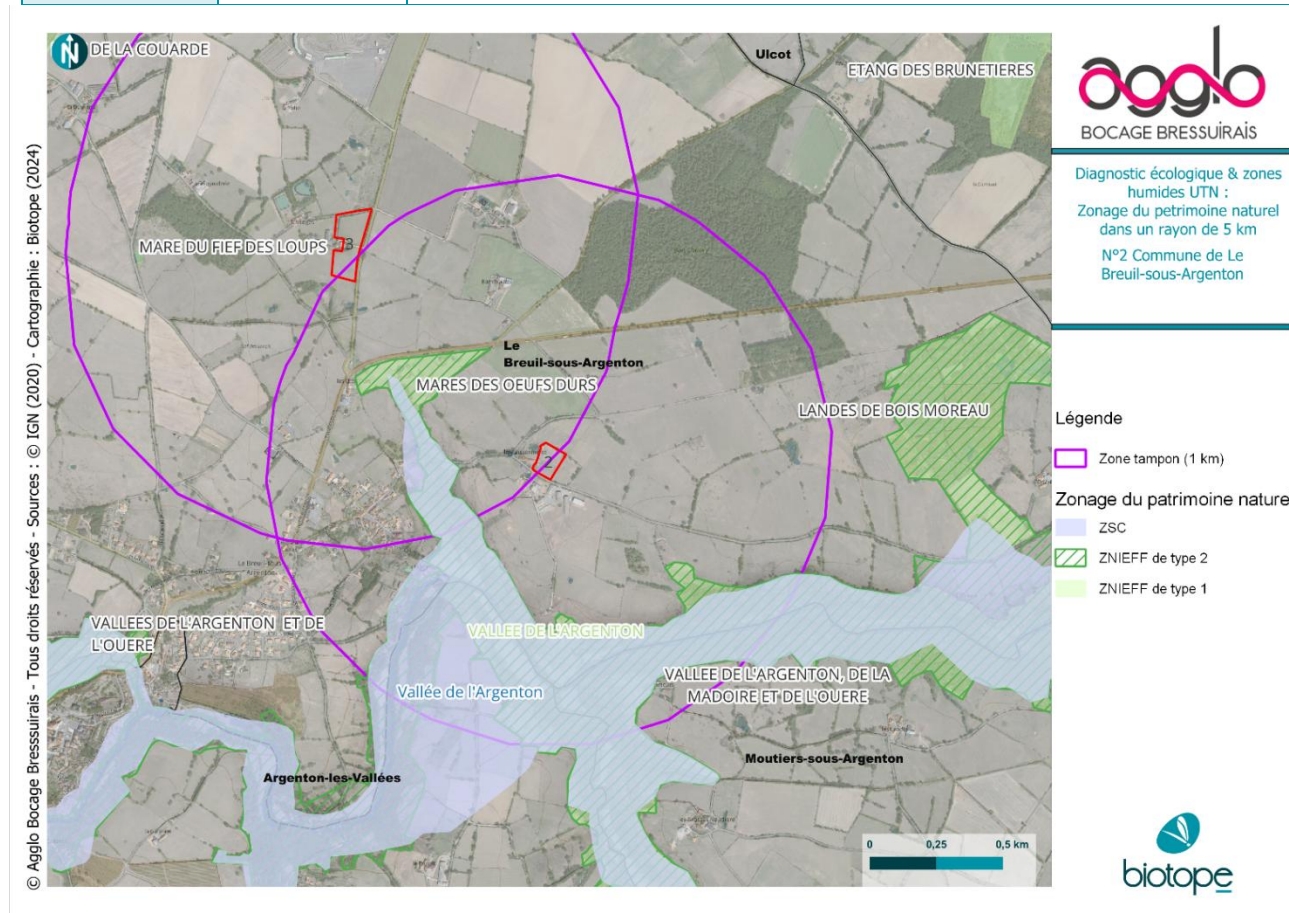 DE LA COUARDE
Ulcot
ETANG DES BRUNETIERES
MARE DU FIEF DES LOUPS
13
Le
Breuil-sous-Argenton
MARES DES OEUFS DURS
LANDES DE BOIS MOREAU
2
VALLEES DE L'ARGENTON ET DE
L'OUERE
VALLEE DE L'ARGENTON
Vallée de l'Argenton
VALLEE DE L'ARGENTON, DE LA
MADOIRE ET DE L'OUERE
Argenton-les-Vallées
Moutiers-sous-Argenton
0 0,25 0,5 km
© Agglo Bocage Bresssuirais - Tous droits réservés - Sources : © IGN (2020) - Cartographie : Biotope (2024)
agglo
BOCAGE BRESSUIRAIS
Diagnostic écologique & zones
humides UTN :
Zonage du petrimoine naturel
dans un rayon de 5 km
N°2 Commune de Le
Breuil-sous-Argenton
Légende
Zone tampon (1 km)
Zonage du patrimoine nature
ZSC
ZNIEFF de type 2
ZNIEFF de type 1
biotope